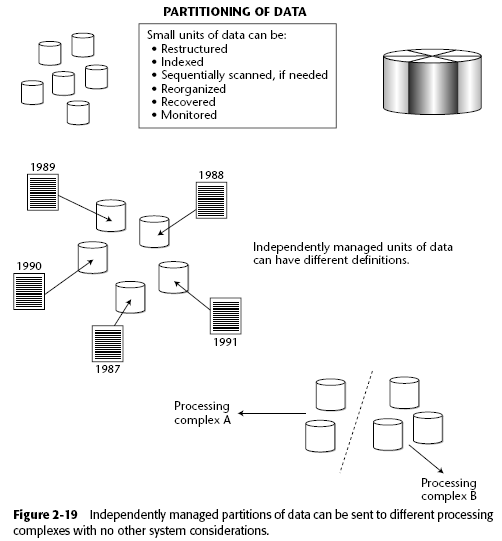 PARTITIONING OF DATA
Small units of data can be:
• Restructured
• Indexed
• Sequentially scanned, if needed
• Reorganized
• Recovered
• Monitored
1989
1988
Independently managed units of data
can have different definitions.
1990
1987
1991
Processing
complex A
Processing
complex B
Figure 2-19 Independently managed partitions of data can be sent to different processing
complexes with no other system considerations.